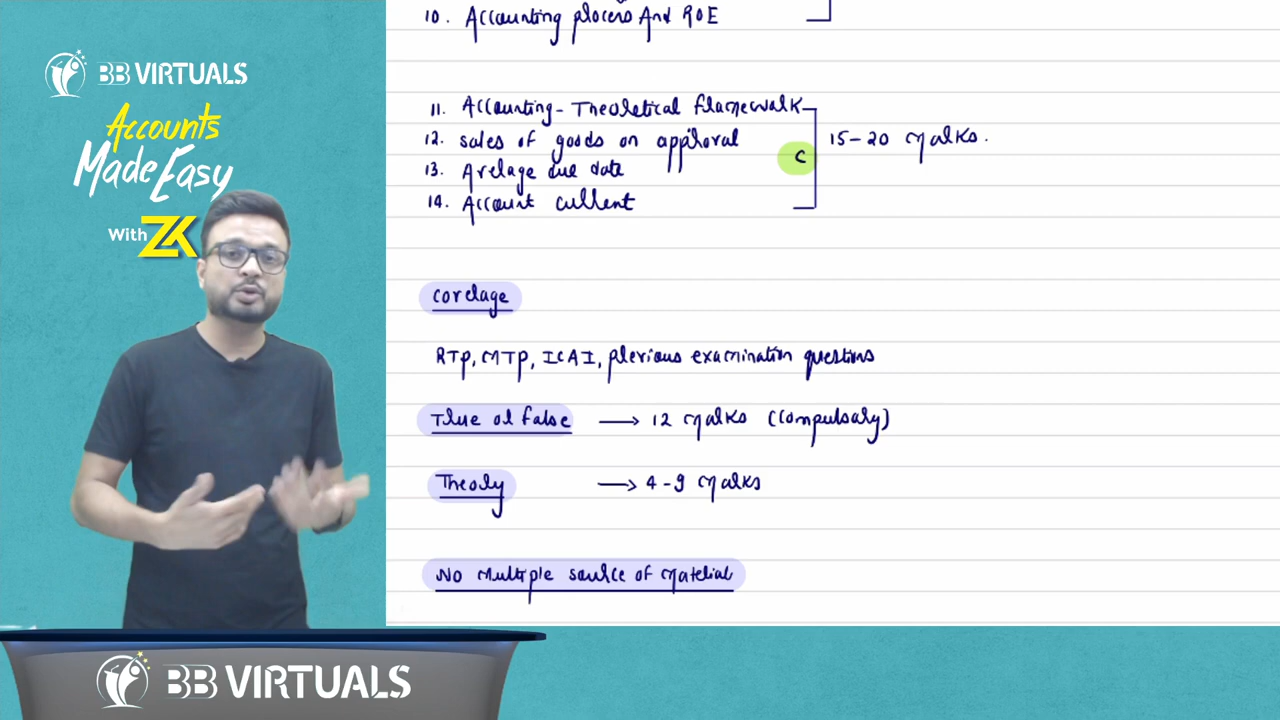 BB VIRTUALS
Accounts
Made Easy
With ZK
10. Accounting process And ROE
11. Accounting - Theoretical framewalk
12. sales of goods on approval
13. Average due date
14. Account current
C
15-20 marks.
Coverage
RTP, MTP, ICAI, previous examination questions
True or false → 12 marks (compulsary)
Theory → 4-9 marks
No multiple source of material
BB VIRTUALS